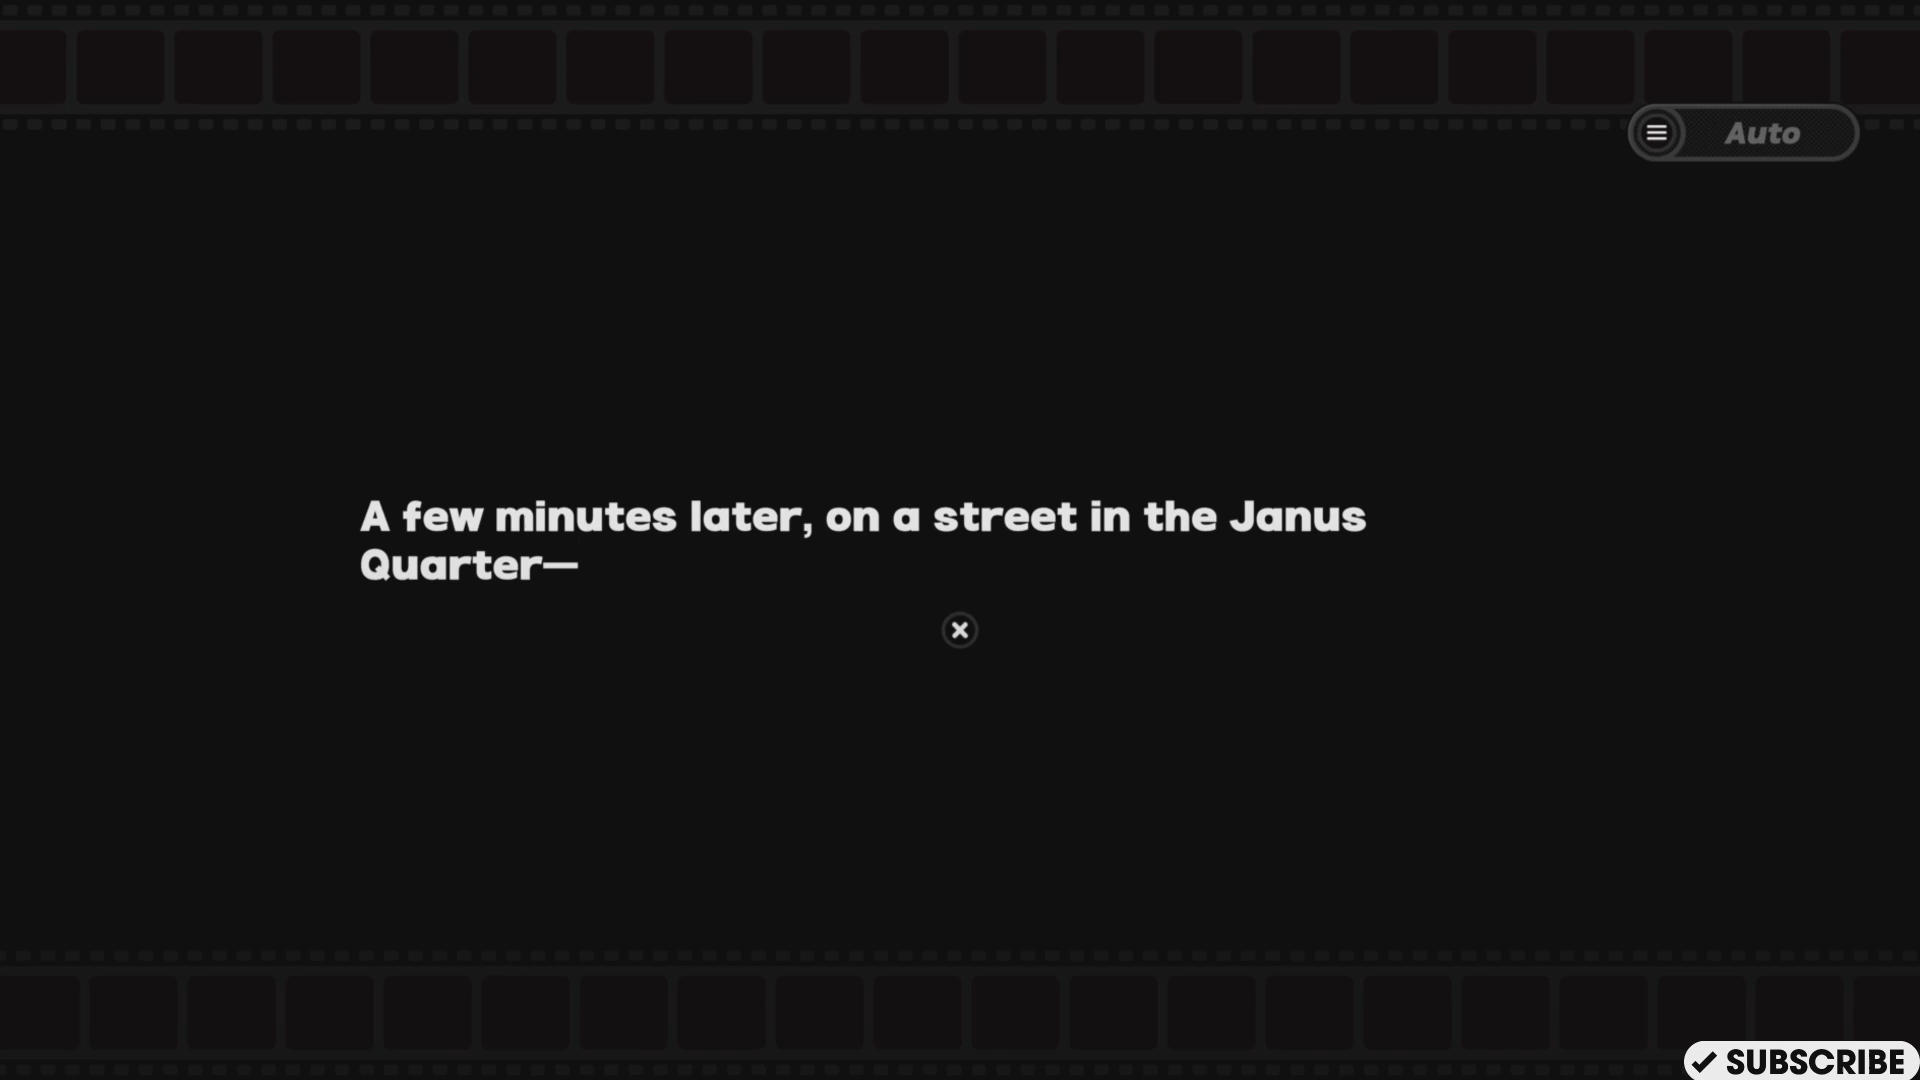 Auto
A few minutes later, on a street in the Janus
Quarter—
SUBSCRIBE